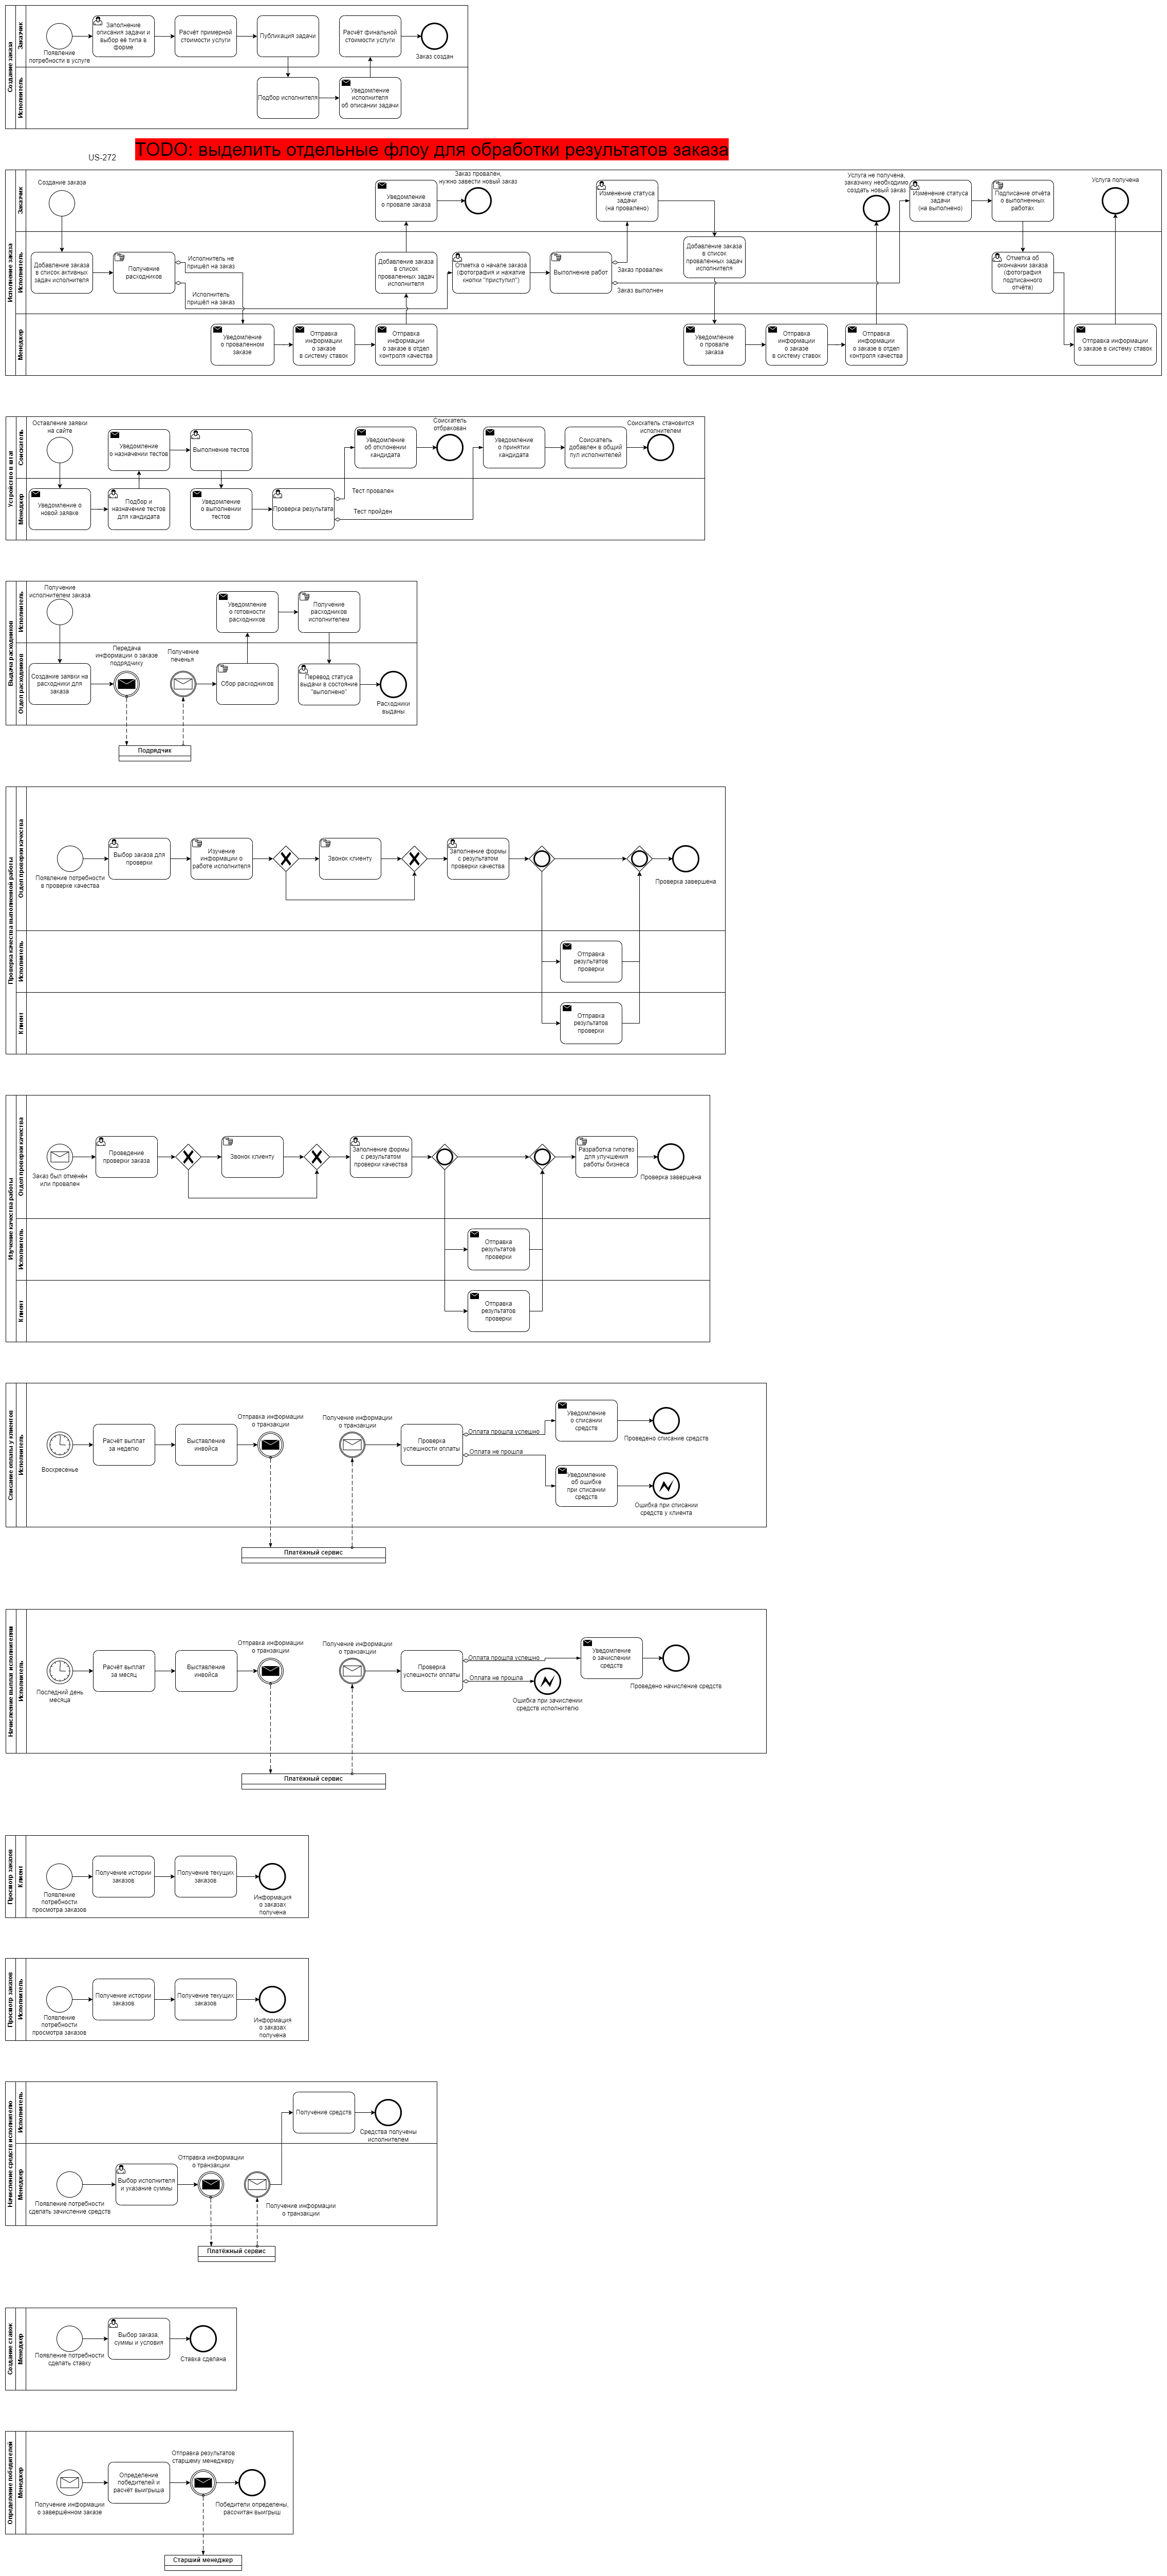 Создание заказа
Заказчик
Исполнитель
Появление
потребности в услуге
Заполнение
описания задачи и
выбор её типа в
форме
Расчёт примерной
стоимости услуги
Публикация задачи
Подбор исполнителя
Уведомление
исполнителя
об описании задачи
Расчёт финальной
стоимости услуги
Заказ создан
US-272
TODO: выделить отдельные флоу для обработки результатов заказа
Исполнение заказа
Заказчик
Исполнитель
Менеджер
Создание заказа
Добавление заказа
в список активных
задач исполнителя
Получение
расходников
Исполнитель не
пришёл на заказ
Исполнитель
пришёл на заказ
Уведомление
о проваленном
заказе
Отправка
информации
о заказе
в систему ставок
Отправка
информации
о заказе в отдел
контроля качества
Добавление заказа
в список
проваленных задач
исполнителя
Уведомление
о провале заказа
Заказ провален,
нужно завести новый заказ
Отметка о начале заказа
(фотография и нажатие
кнопки "приступил")
Выполнение работ
Заказ провален
Заказ выполнен
Изменение статуса
задачи
(на провалено)
Добавление заказа
в список
проваленных задач
исполнителя
Уведомление
о провале
заказа
Отправка
информации
о заказе
в систему ставок
Отправка
информации
о заказе в отдел
контроля качества
Услуга не получена,
заказчику необходимо
создать новый заказ
Изменение статуса
задачи
(на выполнено)
Подписание отчёта
о выполненных
работах
Отметка об
окончании заказа
(фотография
подписанного
отчёта)
Отправка информации
о заказе в систему ставок
Услуга получена
Устройство в штат
Соискатель
Менеджер
Оставление заявки
на сайте
Уведомление о
новой заявке
Подбор и
назначение тестов
для кандидата
Уведомление
о назначении тестов
Выполнение тестов
Уведомление
о выполнении
тестов
Проверка результата
Тест провален
Тест пройден
Уведомление
об отклонении
кандидата
Соискатель
отбракован
Уведомление
о принятии
кандидата
Соискатель
добавлен в общий
пул исполнителей
Соискатель становится
исполнителем
Выдача расходников
Исполнитель
Отдел расходников
Получение
исполнителем заказа
Создание заявки на
расходники для
заказа
Передача
информации о заказе
подрядчику
Получение
печенья
Сбор расходников
Уведомление
о готовности
расходников
Получение
расходников
исполнителем
Перевод статуса
выдачи в состояние
"выполнено"
Расходники
выданы
Подрядчик
Проверка качества выполненной работы
Отдел проверки качества
Исполнитель
Клиент
Появление потребности
в проверке качества
Выбор заказа для
проверки
Изучение
информации о
работе исполнителя
Звонок клиенту
Заполнение формы
с результатом
проверки качества
Проверка завершена
Отправка
результатов
проверки
Отправка
результатов
проверки
Изучение качества работы
Отдел проверки качества
Исполнитель
Клиент
Заказ был отменён
или провален
Проведение
проверки заказа
Звонок клиенту
Заполнение формы
с результатом
проверки качества
Разработка гипотез
для улучшения
работы бизнеса
Проверка завершена
Отправка
результатов
проверки
Отправка
результатов
проверки
Списание оплаты у клиентов
Исполнитель
Воскресенье
Расчёт выплат
за неделю
Выставление
инвойса
Отправка информации
о транзакции
Получение информации
о транзакции
Проверка
успешности оплаты
Оплата прошла успешно
Оплата не прошла
Уведомление
о списании
средств
Проведено списание средств
Уведомление
об ошибке
при списании
средств
Ошибка при списании
средств у клиента
Платёжный сервис
Начисление выплат исполнителям
Исполнитель
Последний день
месяца
Расчёт выплат
за месяц
Выставление
инвойса
Отправка информации
о транзакции
Получение информации
о транзакции
Проверка
успешности оплаты
Оплата прошла успешно
Оплата не прошла
Ошибка при зачислении
средств исполнителю
Уведомление
о зачислении
средств
Проведено начисление средств
Платёжный сервис
Просмотр заказов
Клиент
Появление
потребности
просмотра заказов
Получение истории
заказов
Получение текущих
заказов
Информация
о заказах
получена
Просмотр заказов
Исполнитель
Появление
потребности
просмотра заказов
Получение истории
заказов
Получение текущих
заказов
Информация
о заказах
получена
Начисление средств исполнителю
Исполнитель
Менеджер
Появление потребности
сделать зачисление средств
Выбор исполнителя
и указание суммы
Отправка информации
о транзакции
Получение информации
о транзакции
Получение средств
Средства получены
исполнителем
Платёжный сервис
Создание ставок
Менеджер
Появление потребности
сделать ставку
Выбор заказа,
суммы и условия
Ставка сделана
Определение победителей
Менеджер
Получение информации
о завершённом заказе
Определение
победителей и
расчёт выигрыша
Отправка результатов
старшему менеджеру
Победители определены,
рассчитан выигрыш
Старший менеджер